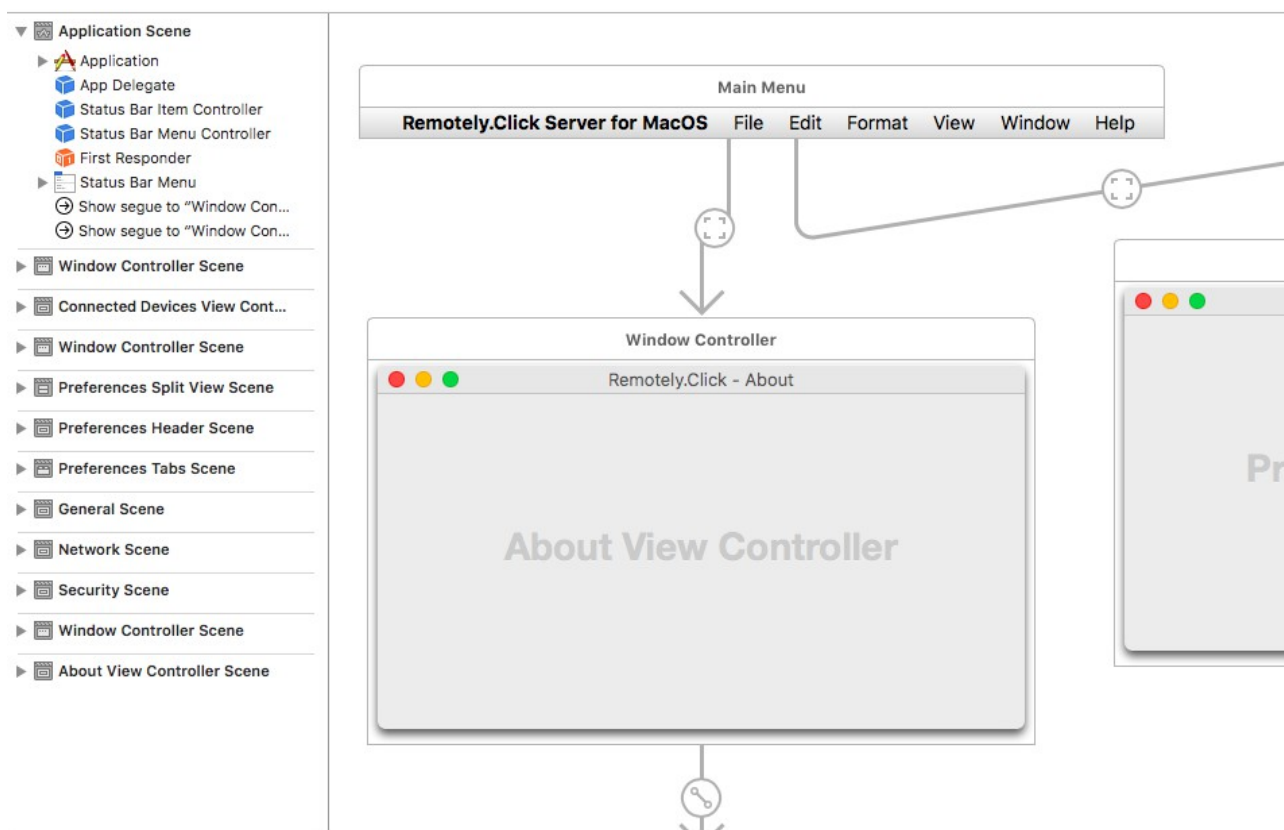 Application Scene
Application
App Delegate
Status Bar Item Controller
Status Bar Menu Controller
First Responder
Status Bar Menu
Show segue to “Window Con...
Show segue to “Window Con...
Window Controller Scene
Connected Devices View Cont...
Window Controller Scene
Preferences Split View Scene
Preferences Header Scene
Preferences Tabs Scene
General Scene
Network Scene
Security Scene
Window Controller Scene
About View Controller Scene
Main Menu
Remotely.Click Server for MacOS File Edit Format View Window Help
Window Controller
Remotely.Click - About
About View Controller
Pr